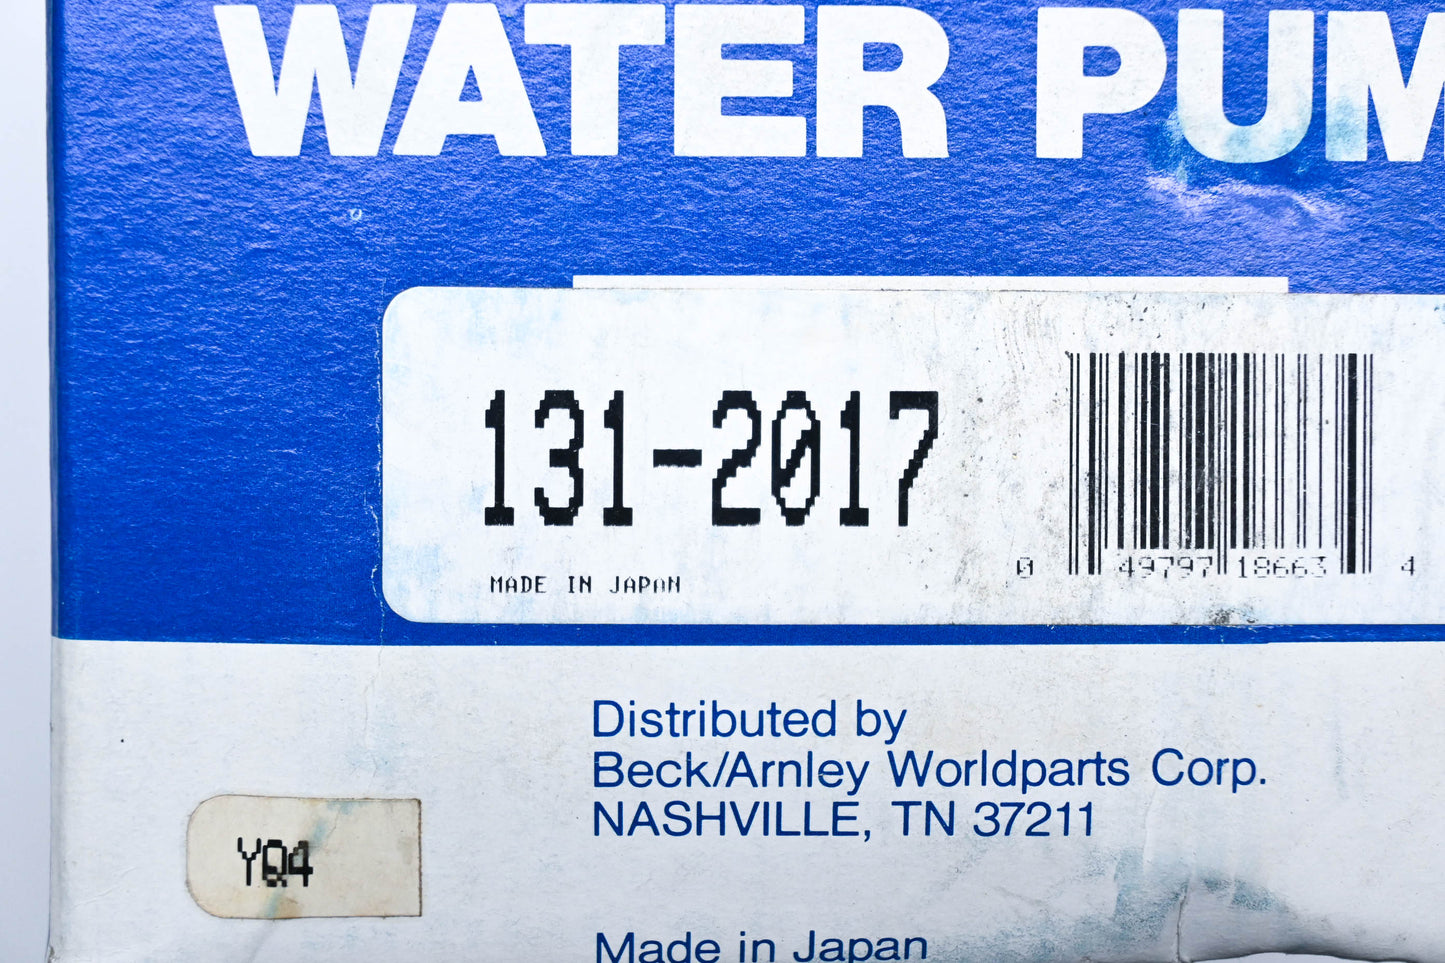 WATER PUM
131-2017
MADE IN JAPAN
0 49797 18663 4
Distributed by
Beck/Arnley Worldparts Corp.
NASHVILLE, TN 37211
YQ4
Made in Japan